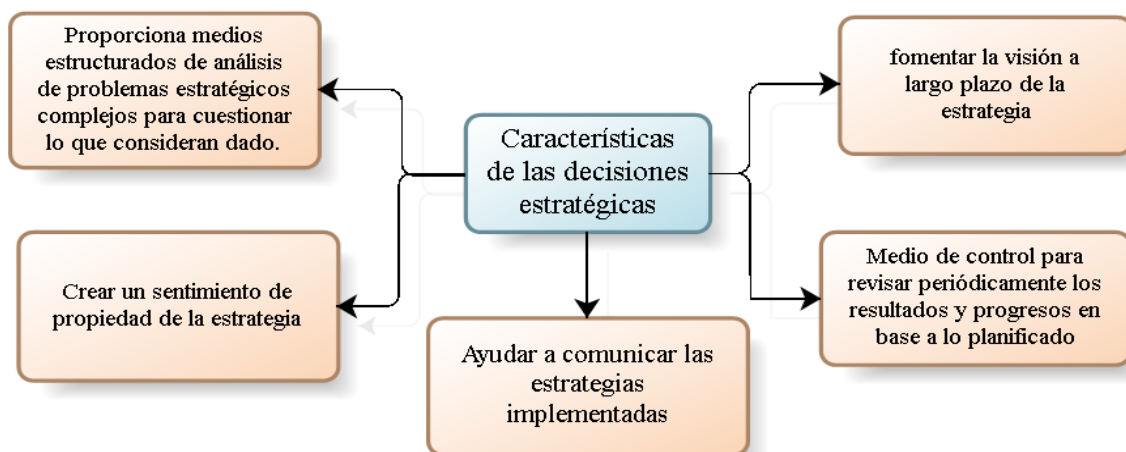 Proporciona medios
estructurados de análisis
de problemas estratégicos
complejos para cuestionar
lo que consideran dado.
fomentar la visión a
largo plazo de la
estrategia
Características
de las decisiones
estratégicas
Crear un sentimiento de
propiedad de la estrategia
Ayudar a comunicar las
estrategias
implementadas
Medio de control para
revisar periódicamente los
resultados y progresos en
base a lo planificado